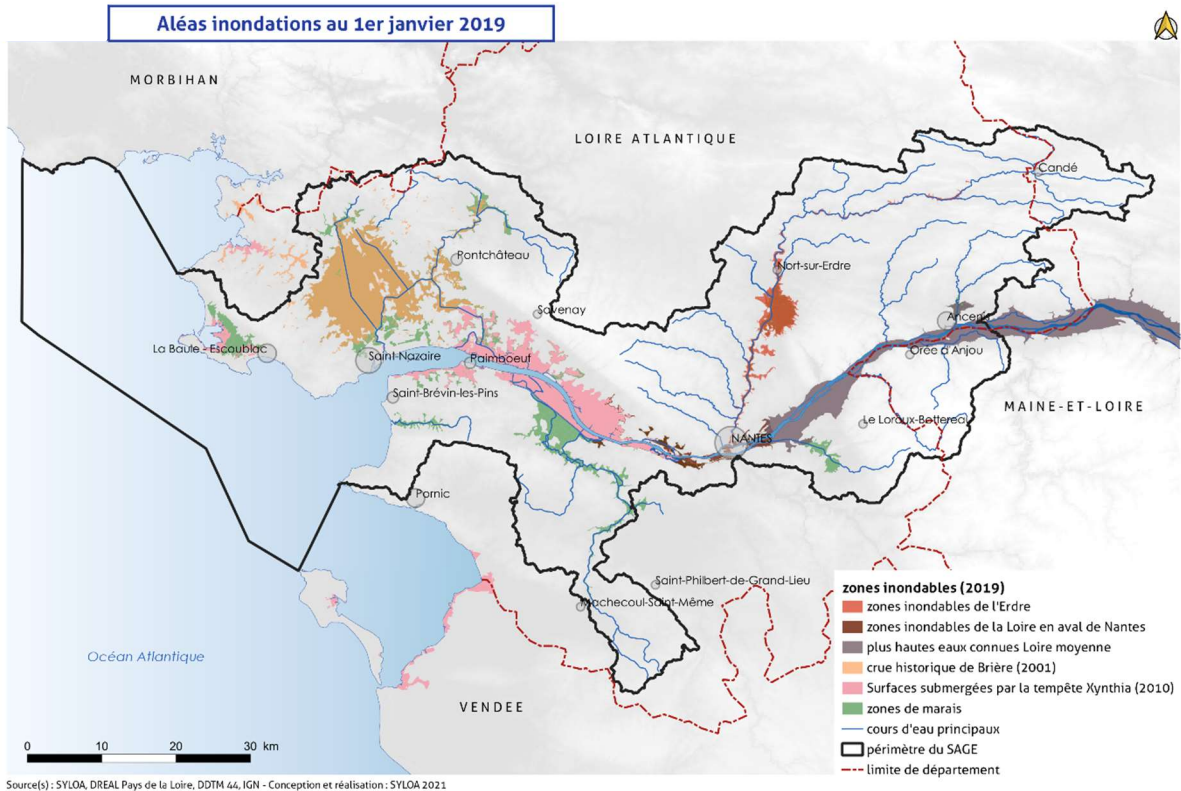 Aléas inondations au 1er janvier 2019
MORBIHAN
LOIRE ATLANTIQUE
Candé
Pontchâteau
Nort-sur-Erdre
Savenay
Ancenis
La Baule - Escoublac
Saint-Nazaire
Paimboeuf
Orée d'Anjou
Saint-Brévin-les-Pins
MAINE-ET-LOIRE
Le Loroux-Bottereau
NANTES
Pornic
Saint-Philbert-de-Grand-Lieu
Machecoul-Saint-Même
Océan Atlantique
VENDEE
zones inondables (2019)
zones inondables de l'Erdre
zones inondables de la Loire en aval de Nantes
plus hautes eaux connues Loire moyenne
crue historique de Brière (2001)
Surfaces submergées par la tempête Xynthia (2010)
zones de marais
cours d'eau principaux
périmètre du SAGE
limite de département
0 10 20 30 km
Source(s) : SYLOA, DREAL Pays de la Loire, DDTM 44, IGN - Conception et réalisation : SYLOA 2021